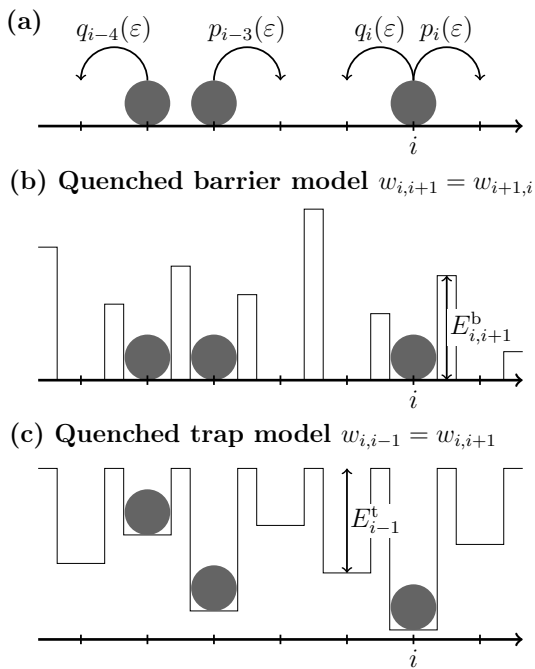 (a)
q_{i-4}(ε) p_{i-3}(ε) q_i(ε) p_i(ε)
i
(b) Quenched barrier model w_{i,i+1} = w_{i+1,i}
E^b_{i,i+1}
i
(c) Quenched trap model w_{i,i-1} = w_{i,i+1}
E^t_{i-1}
i